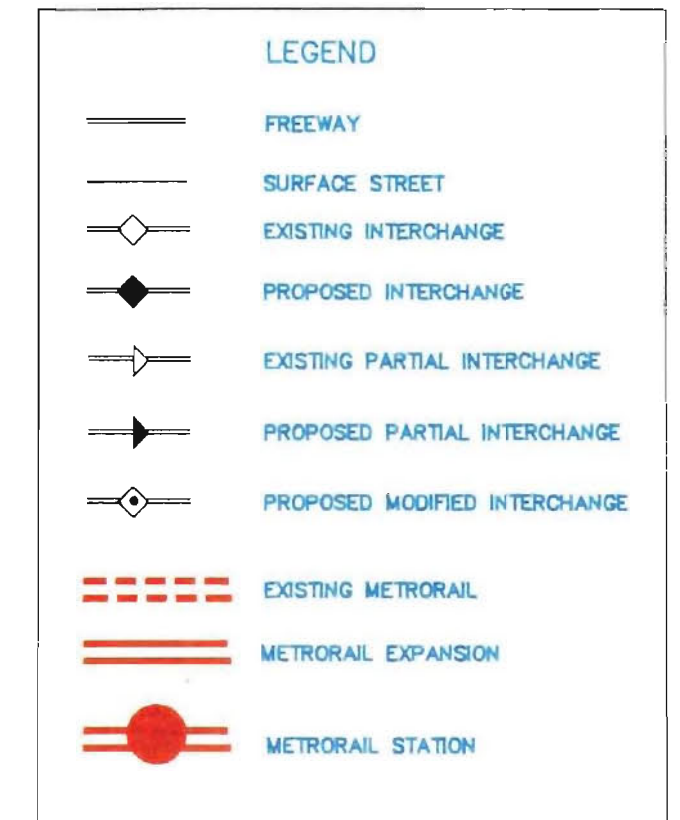 LEGEND
FREEWAY
SURFACE STREET
EXISTING INTERCHANGE
PROPOSED INTERCHANGE
EXISTING PARTIAL INTERCHANGE
PROPOSED PARTIAL INTERCHANGE
PROPOSED MODIFIED INTERCHANGE
EXISTING METRORAIL
METRORAIL EXPANSION
METRORAIL STATION